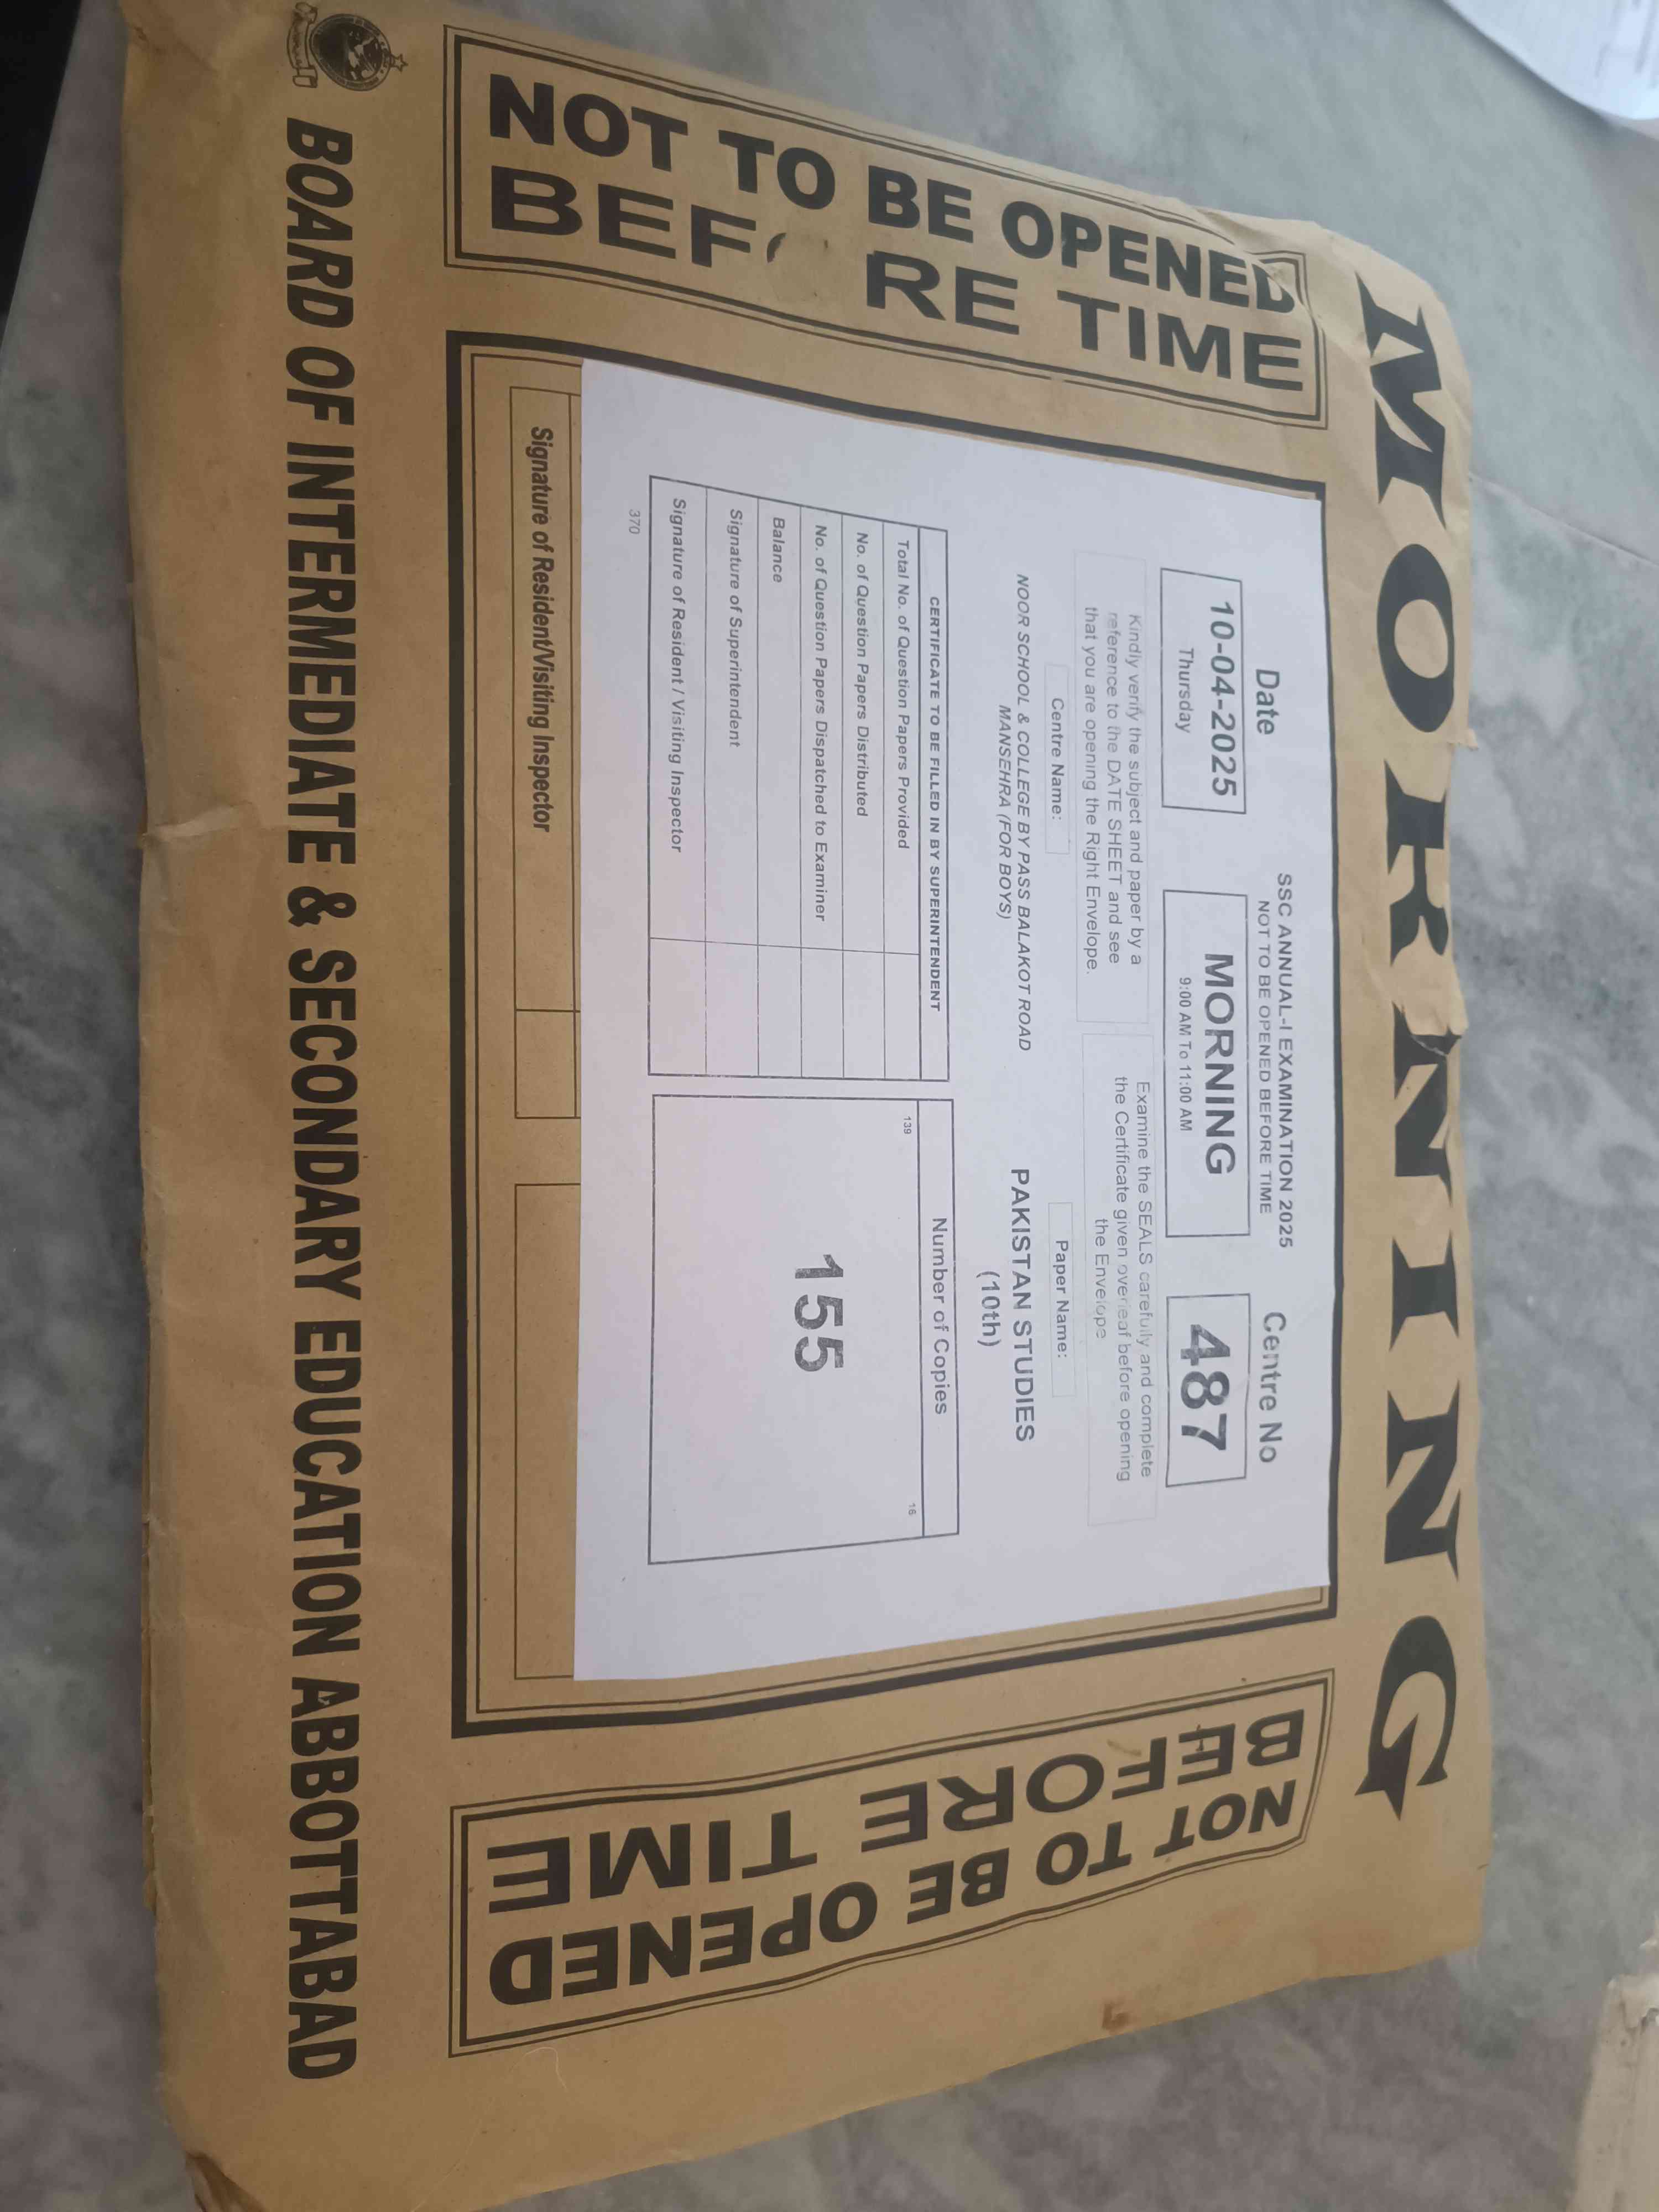 MORNING
NOT TO BE OPENED
BEF RE TIME
Date
SSC ANNUAL-I EXAMINATION 2025
NOT TO BE OPENED BEFORE TIME
Centre No
10-04-2025
Thursday
MORNING
9:00 AM To 11:00 AM
487
Kindly verify the subject and paper by a
reference to the DATE SHEET and see
that you are opening the Right Envelope.
Examine the SEALS carefully and complete
the Certificate given overleaf before opening
the Envelope
Centre Name:
Paper Name:
NOOR SCHOOL & COLLEGE BY PASS BALAKOT ROAD
MANSEHRA (FOR BOYS)
PAKISTAN STUDIES
(10th)
CERTIFICATE TO BE FILLED IN BY SUPERINTENDENT
Total No. of Question Papers Provided
No. of Question Papers Distributed
No. of Question Papers Dispatched to Examiner
Balance
Signature of Superintendent
Signature of Resident / Visiting Inspector
370
Number of Copies
139
16
155
Signature of Resident/Visiting Inspector
NOT TO BE OPENED
BEFORE TIME
BOARD OF INTERMEDIATE & SECONDARY EDUCATION ABBOTTABAD